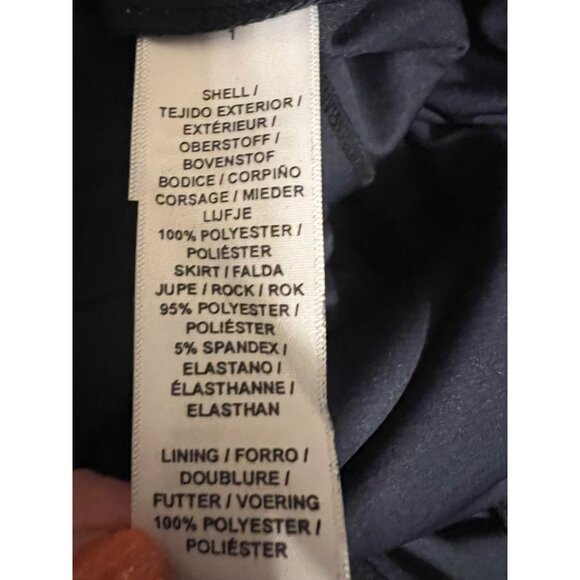 SHELL /
TEJIDO EXTERIOR /
EXTÉRIEUR /
OBERSTOFF /
BOVENSTOF
BODICE / CORPIÑO
CORSAGE / MIEDER
LIJFJE
100% POLYESTER /
POLIÉSTER
SKIRT / FALDA
JUPE / ROCK / ROK
95% POLYESTER /
POLIÉSTER
5% SPANDEX /
ELASTANO /
ÉLASTHANNE /
ELASTHAN
LINING / FORRO /
DOUBLURE /
FUTTER / VOERING
100% POLYESTER /
POLIÉSTER